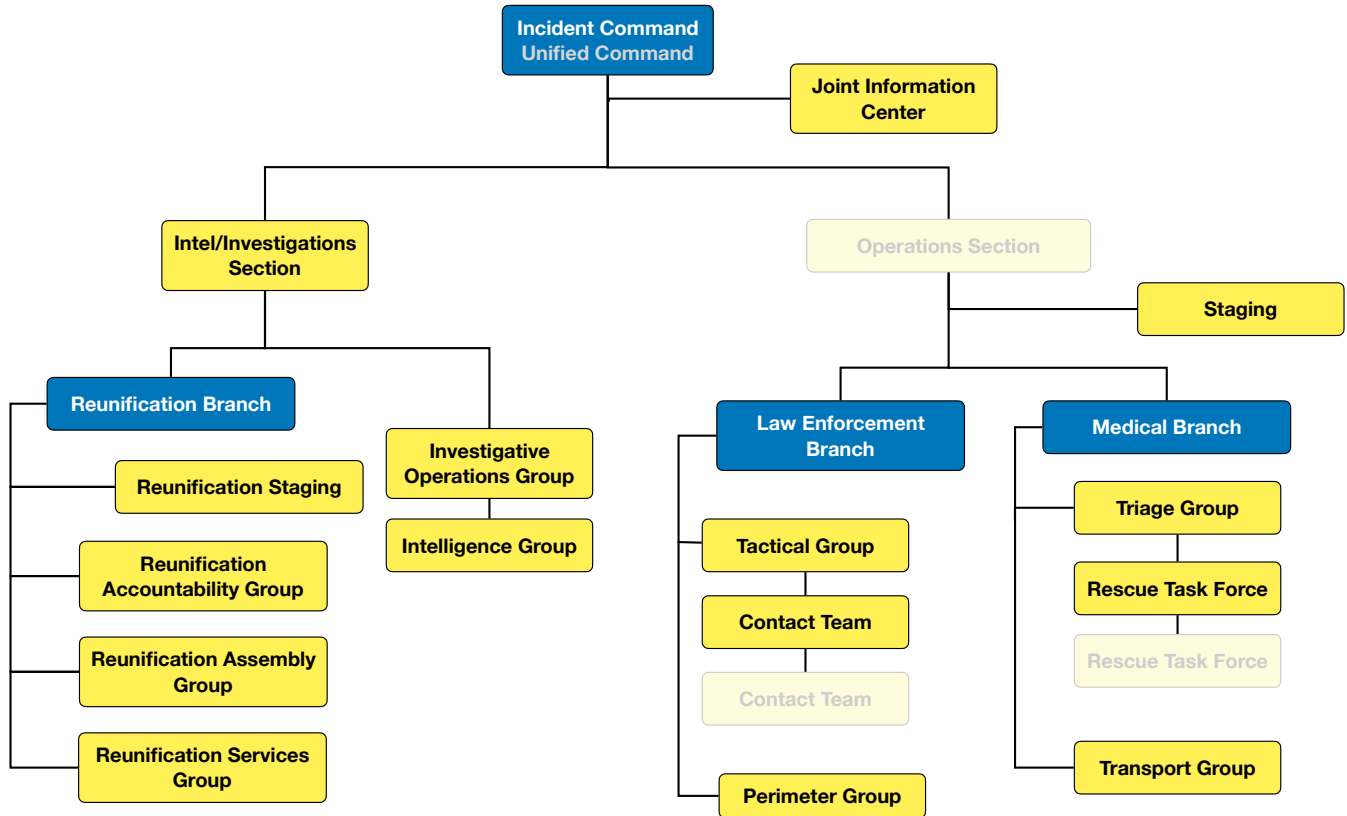 Incident Command
Unified Command
Joint Information
Center
Intel/Investigations
Section
Operations Section
Staging
Reunification Branch
Law Enforcement
Branch
Medical Branch
Investigative
Operations Group
Reunification Staging
Triage Group
Intelligence Group
Tactical Group
Reunification
Accountability Group
Rescue Task Force
Contact Team
Reunification Assembly
Group
Rescue Task Force
Contact Team
Reunification Services
Group
Transport Group
Perimeter Group